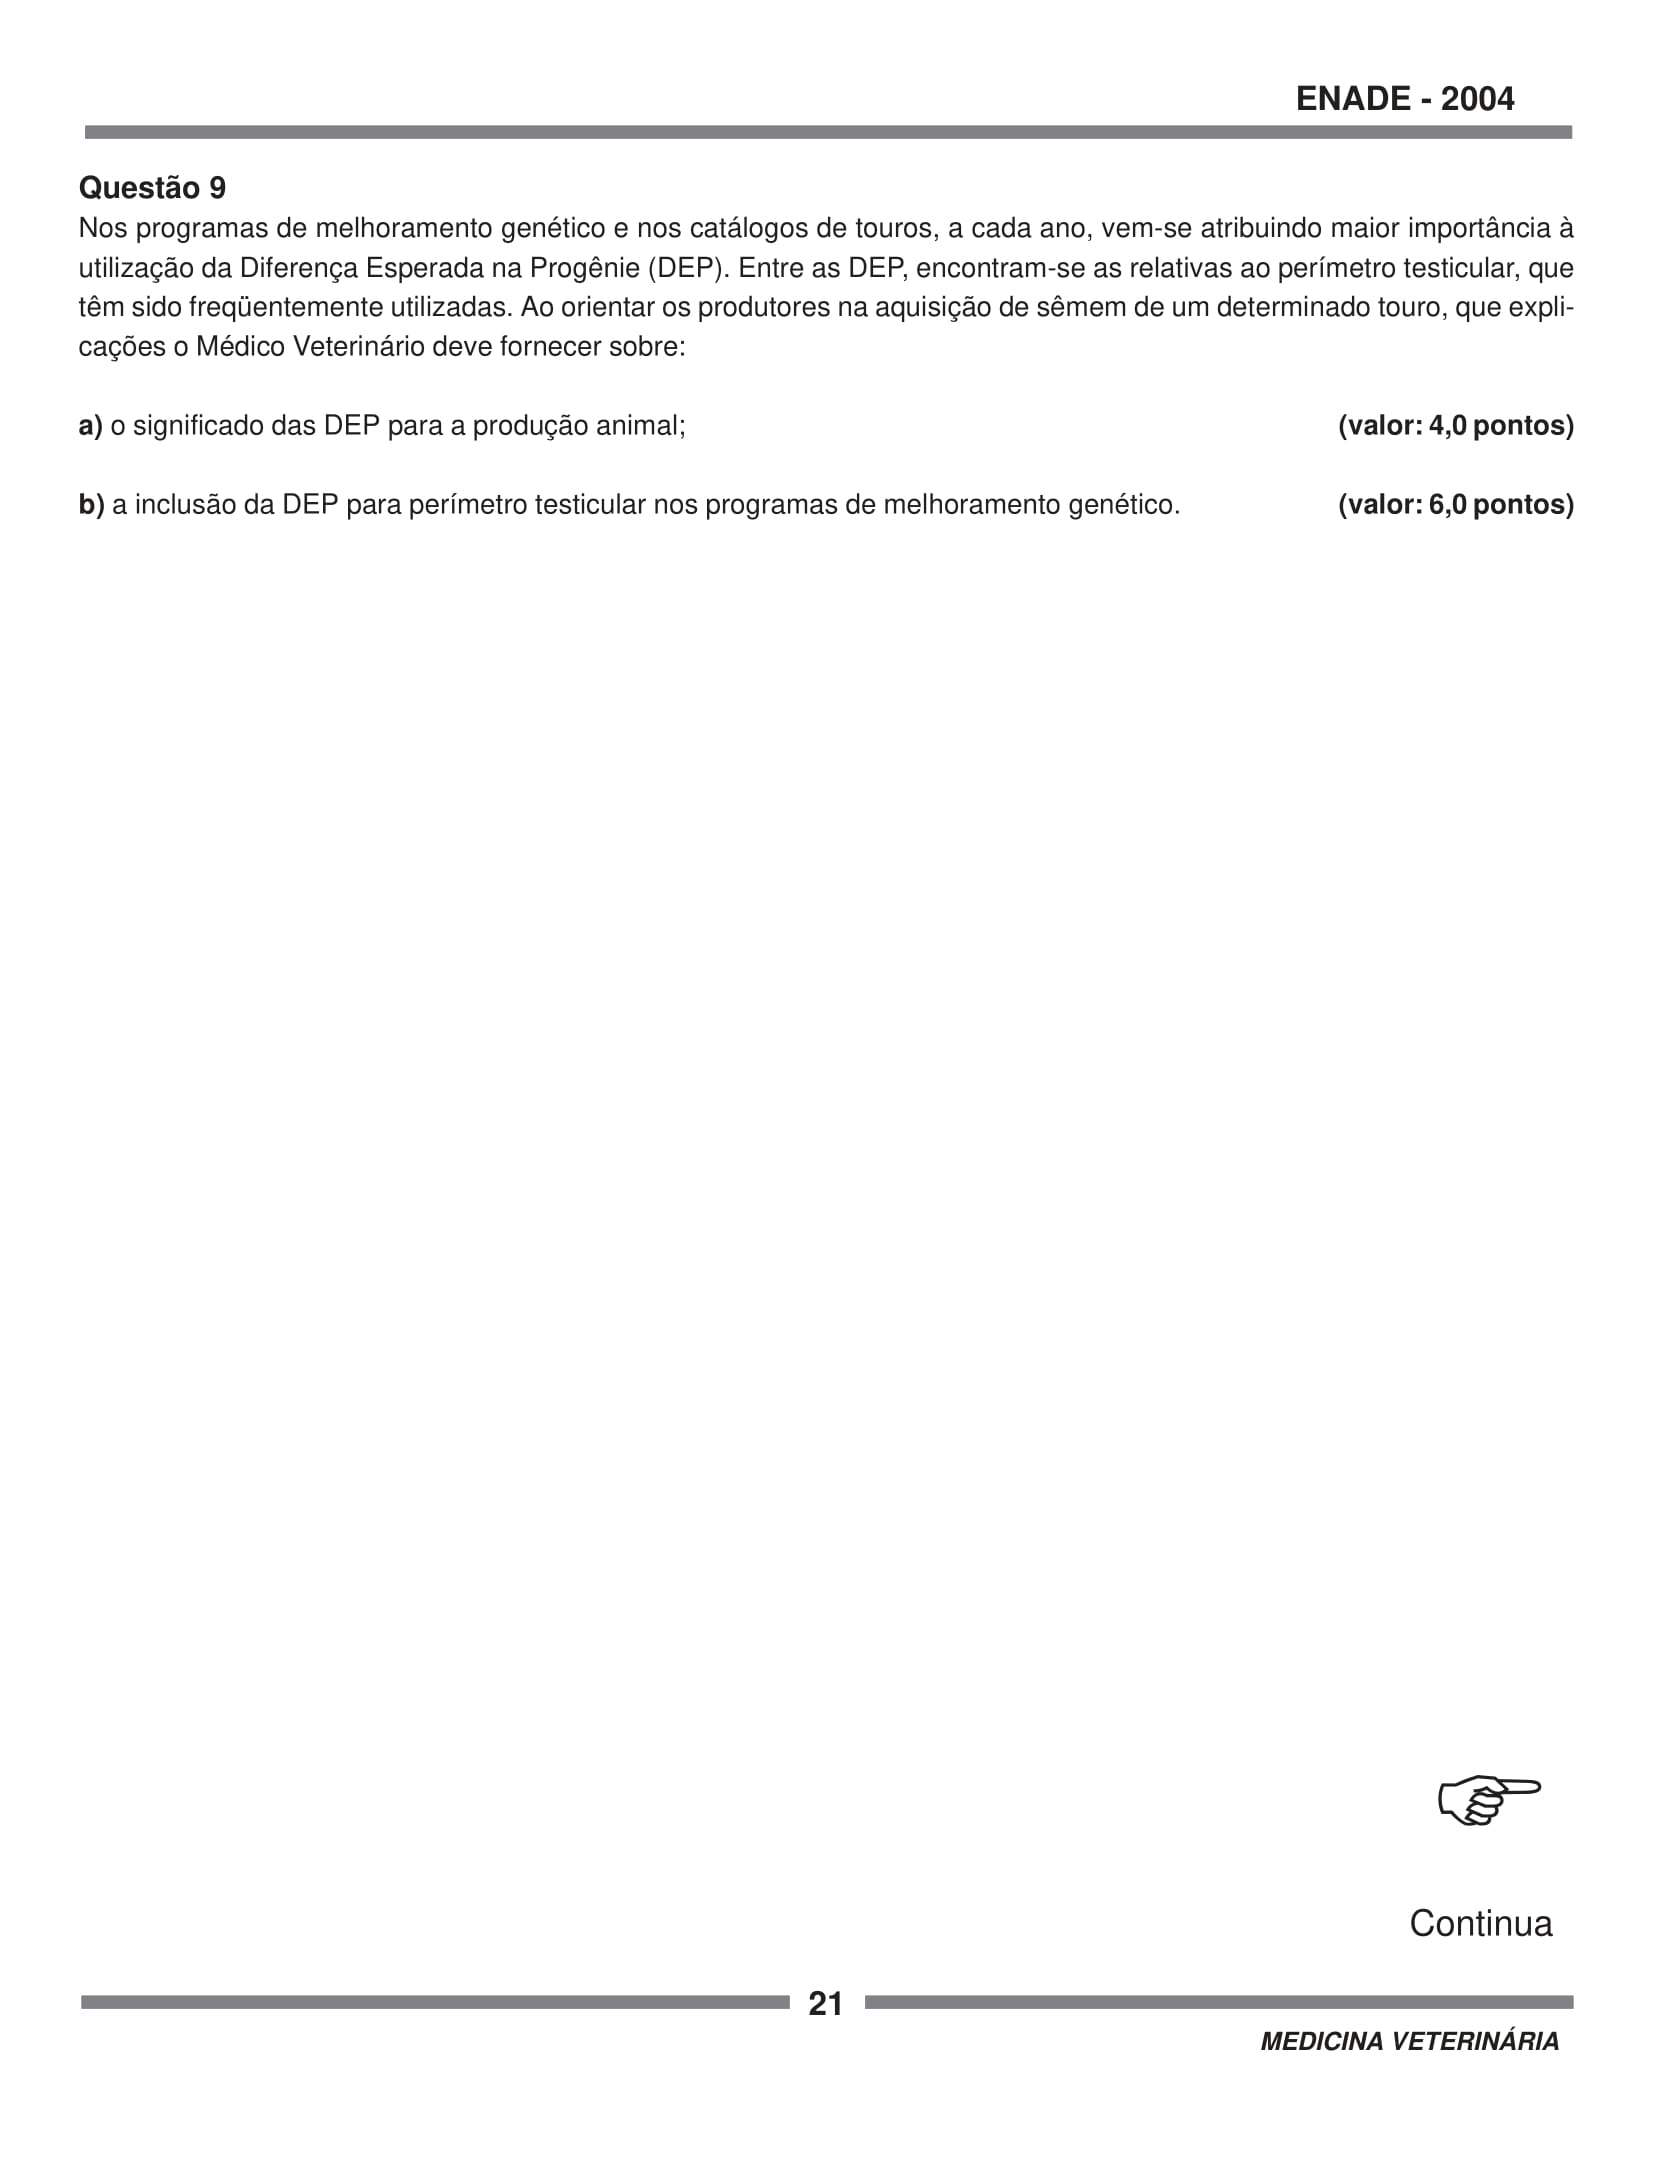 ENADE - 2004
Questão 9
Nos programas de melhoramento genético e nos catálogos de touros, a cada ano, vem-se atribuindo maior importância à
utilização da Diferença Esperada na Progênie (DEP). Entre as DEP, encontram-se as relativas ao perímetro testicular, que
têm sido freqüentemente utilizadas. Ao orientar os produtores na aquisição de sêmem de um determinado touro, que expli-
cações o Médico Veterinário deve fornecer sobre:
a) o significado das DEP para a produção animal; (valor: 4,0 pontos)
b) a inclusão da DEP para perímetro testicular nos programas de melhoramento genético. (valor: 6,0 pontos)
Continua
21
MEDICINA VETERINÁRIA